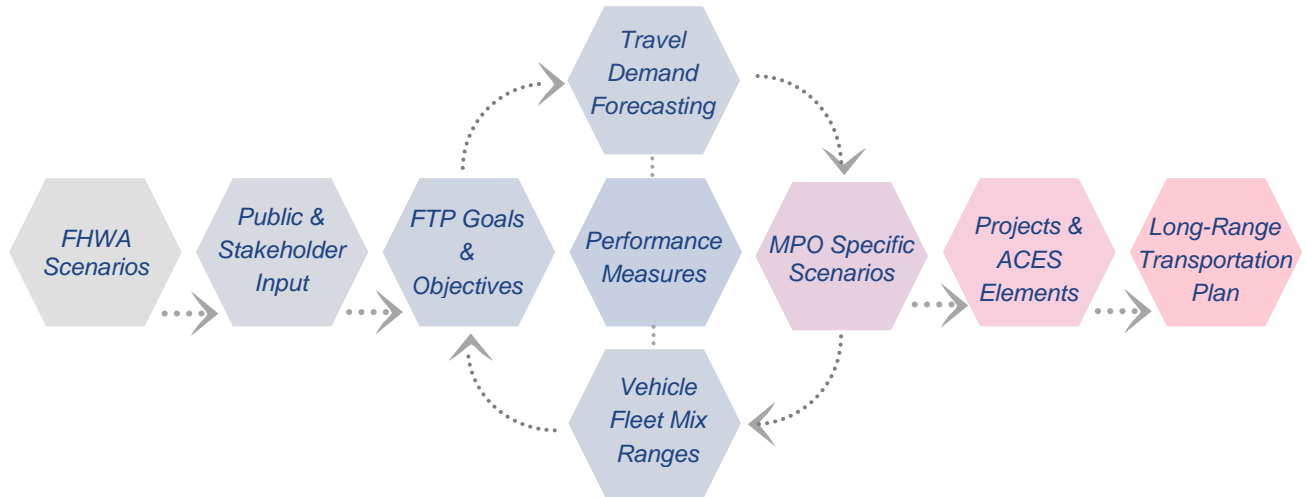 Travel
Demand
Forecasting
FHWA
Scenarios
Public &
Stakeholder
Input
FTP Goals
&
Objectives
Performance
Measures
MPO Specific
Scenarios
Projects &
ACES
Elements
Long-Range
Transportation
Plan
Vehicle
Fleet Mix
Ranges